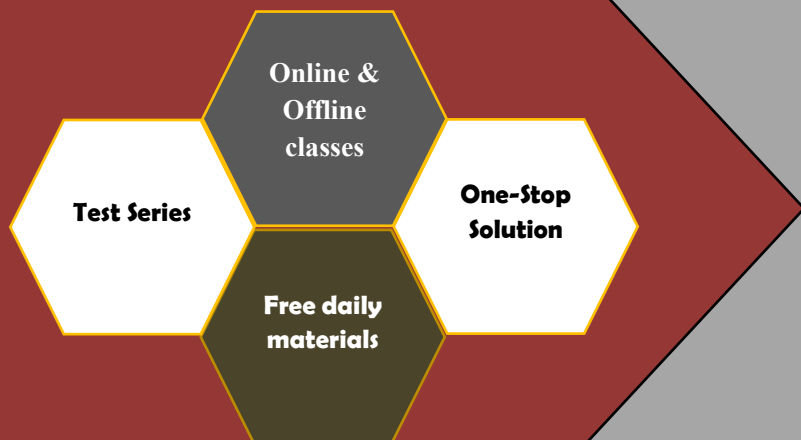 Online &
Offline
classes
Test Series
One-Stop
Solution
Free daily
materials